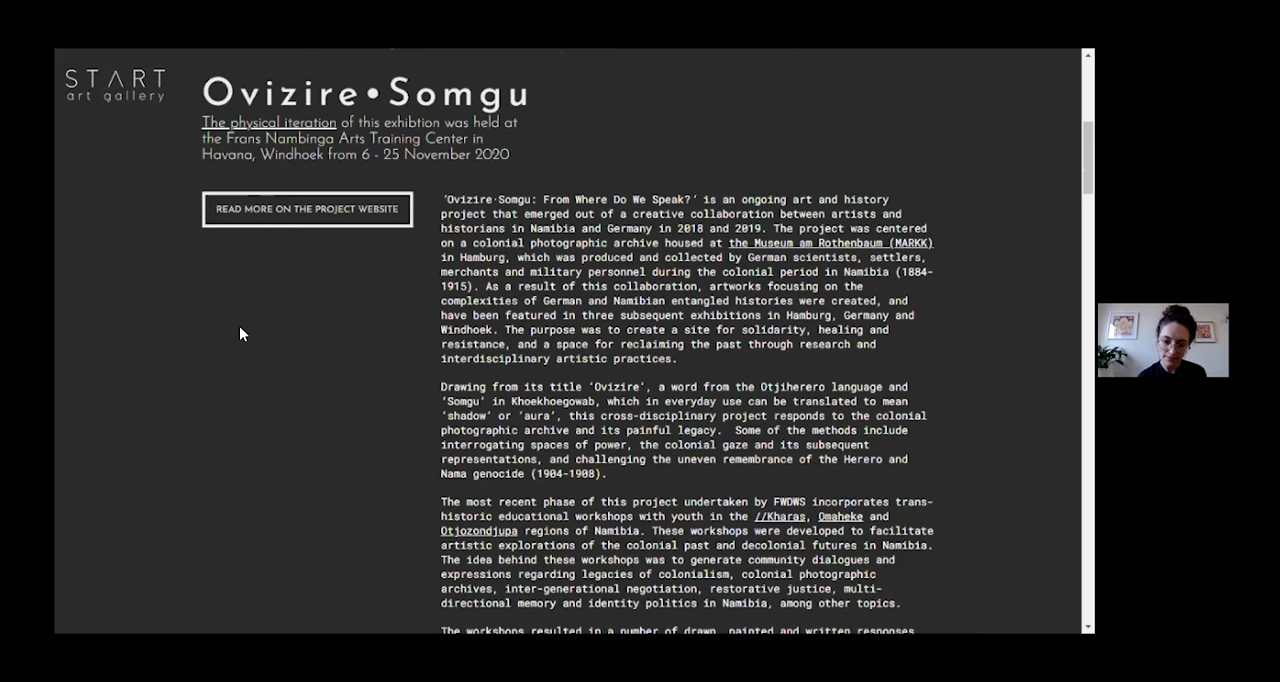 START
art gallery
Ovizire•Somgu
The physical iteration of this exhibtion was held at
the Frans Nambinga Arts Training Center in
Havana, Windhoek from 6 - 25 November 2020
READ MORE ON THE PROJECT WEBSITE
'Ovizire·Somgu: From Where Do We Speak?' is an ongoing art and history
project that emerged out of a creative collaboration between artists and
historians in Namibia and Germany in 2018 and 2019. The project was centered
on a colonial photographic archive housed at the Museum am Rothenbaum (MARKK)
in Hamburg, which was produced and collected by German scientists, settlers,
merchants and military personnel during the colonial period in Namibia (1884-
1915). As a result of this collaboration, artworks focusing on the
complexities of German and Namibian entangled histories were created, and
have been featured in three subsequent exhibitions in Hamburg, Germany and
Windhoek. The purpose was to create a site for solidarity, healing and
resistance, and a space for reclaiming the past through research and
interdisciplinary artistic practices.
Drawing from its title 'Ovizire', a word from the Otjiherero language and
'Somgu' in Khoekhoegowab, which in everyday use can be translated to mean
'shadow' or 'aura', this cross-disciplinary project responds to the colonial
photographic archive and its painful legacy. Some of the methods include
interrogating spaces of power, the colonial gaze and its subsequent
representations, and challenging the uneven remembrance of the Herero and
Nama genocide (1904-1908).
The most recent phase of this project undertaken by FWDWS incorporates trans-
historic educational workshops with youth in the //Kharas, Omaheke and
Otjozondjupa regions of Namibia. These workshops were developed to facilitate
artistic explorations of the colonial past and decolonial futures in Namibia.
The idea behind these workshops was to generate community dialogues and
expressions regarding legacies of colonialism, colonial photographic
archives, inter-generational negotiation, restorative justice, multi-
directional memory and identity politics in Namibia, among other topics.
The workshops resulted in a number of drawn, painted and written responses